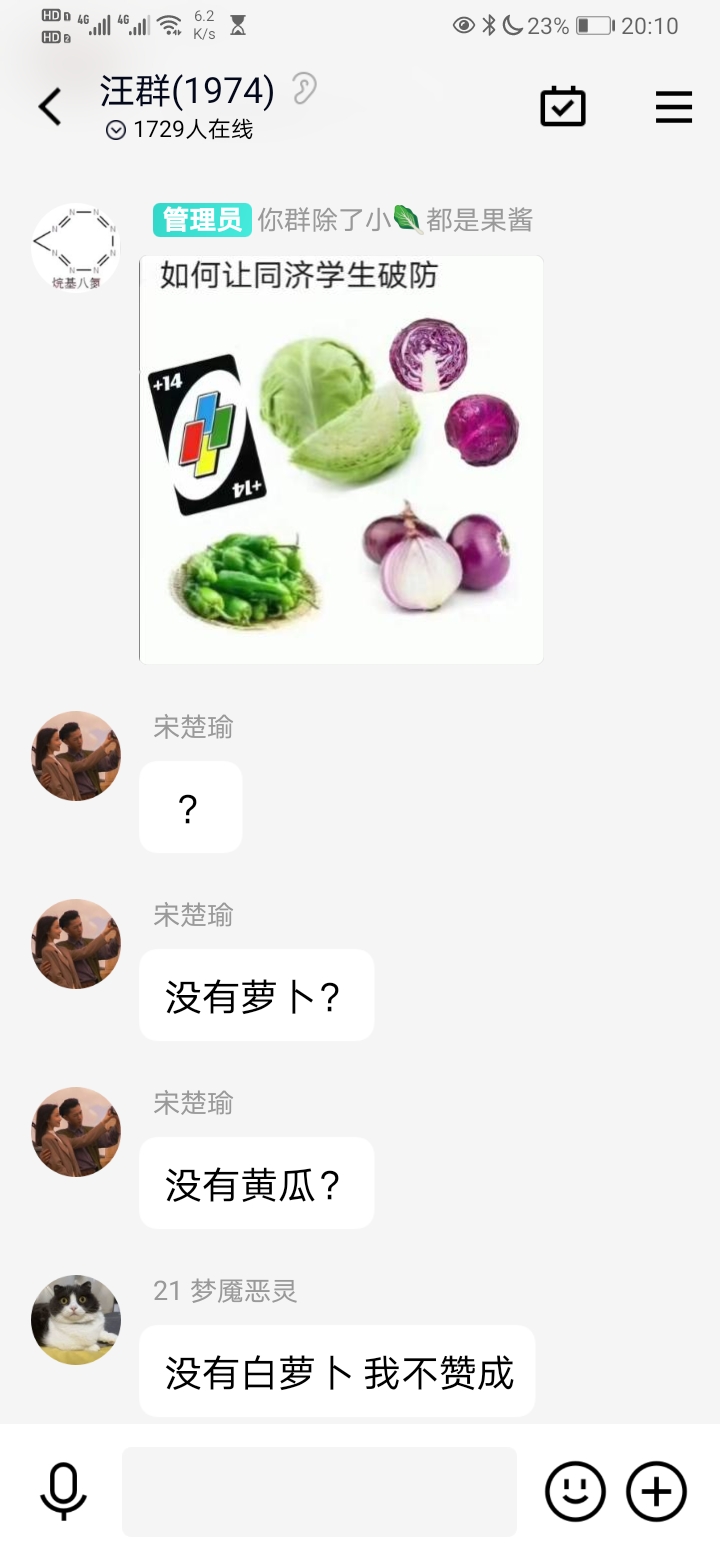 HD 1 4G 4G 6.2 K/s 23% 20:10
HD 2
汪群(1974)
1729人在线
管理员 你群除了小🥬都是果酱
烷基八氮
如何让同济学生破防
+14
+14
宋楚瑜
?
宋楚瑜
没有萝卜?
宋楚瑜
没有黄瓜?
21 梦魇恶灵
没有白萝卜 我不赞成